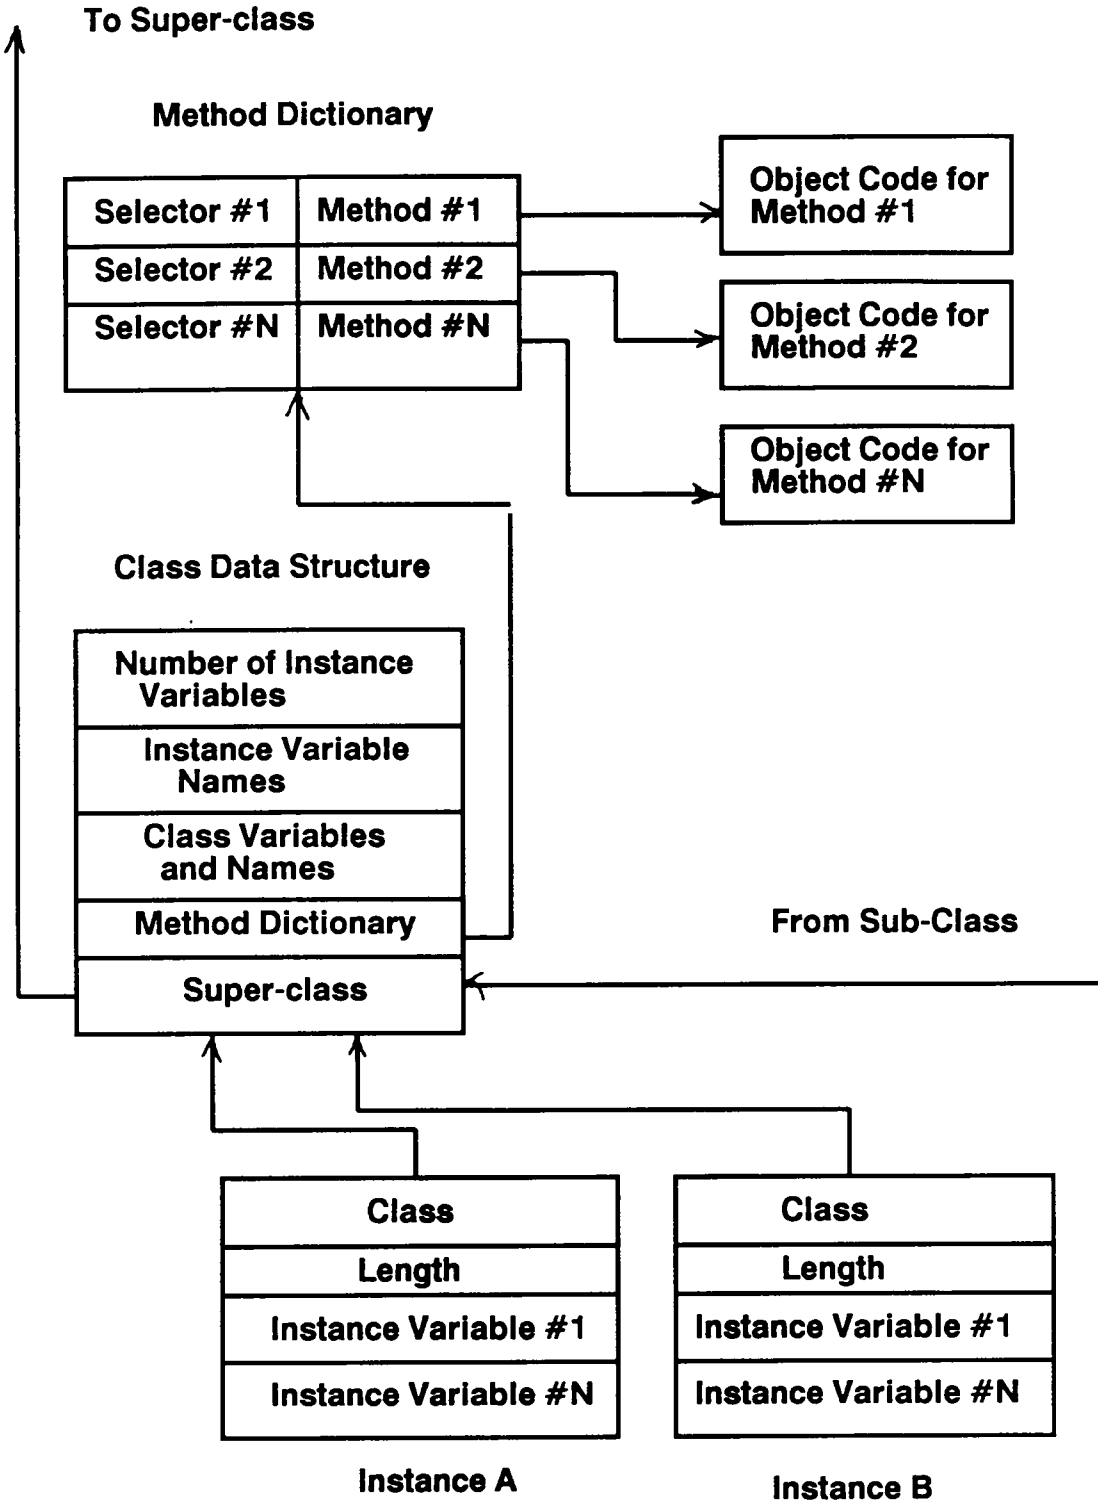 To Super-class
Method Dictionary
Selector #1
Method #1
Selector #2
Method #2
Selector #N
Method #N
Object Code for
Method #1
Object Code for
Method #2
Object Code for
Method #N
Class Data Structure
Number of Instance
Variables
Instance Variable
Names
Class Variables
and Names
Method Dictionary
Super-class
From Sub-Class
Class
Length
Instance Variable #1
Instance Variable #N
Instance A
Class
Length
Instance Variable #1
Instance Variable #N
Instance B